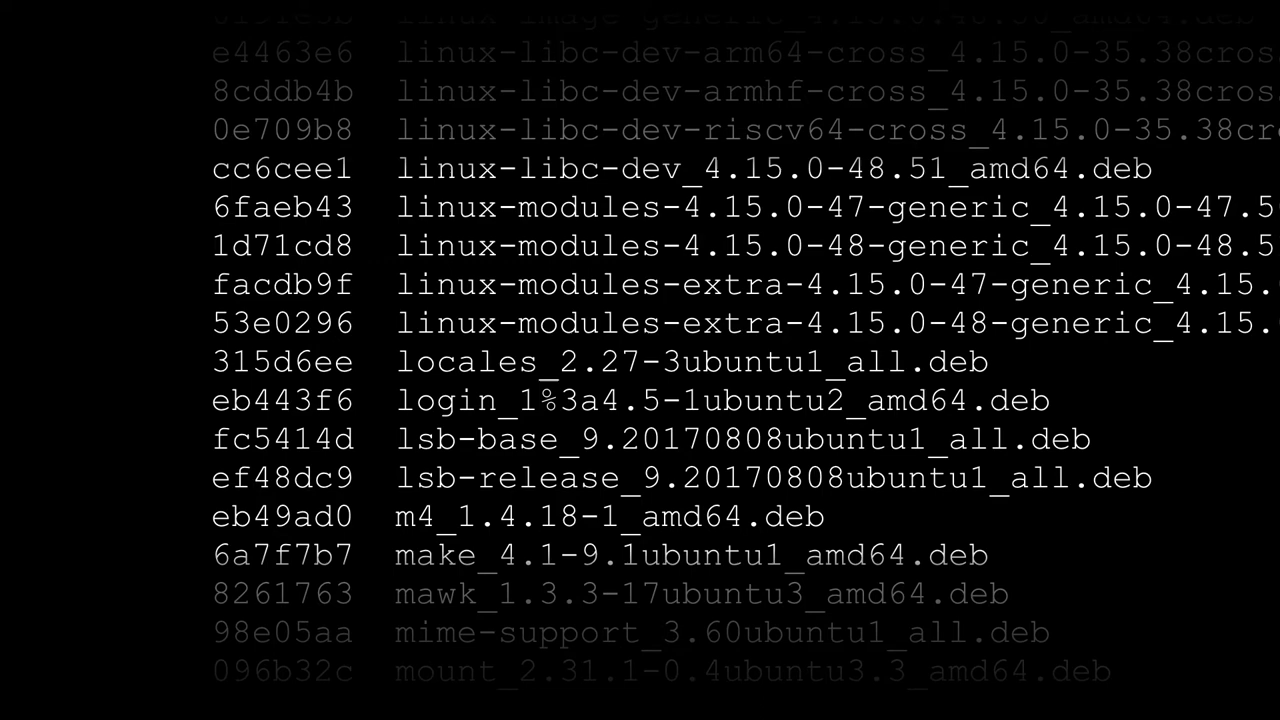 e4463e6 linux-libc-dev-arm64-cross_4.15.0-35.38cros
8cddb4b linux-libc-dev-armhf-cross_4.15.0-35.38cros
0e709b8 linux-libc-dev-riscv64-cross_4.15.0-35.38cr
cc6cee1 linux-libc-dev_4.15.0-48.51_amd64.deb
6faeb43 linux-modules-4.15.0-47-generic_4.15.0-47.5
1d71cd8 linux-modules-4.15.0-48-generic_4.15.0-48.5
facdb9f linux-modules-extra-4.15.0-47-generic_4.15.
53e0296 linux-modules-extra-4.15.0-48-generic_4.15.
315d6ee locales_2.27-3ubuntu1_all.deb
eb443f6 login_1%3a4.5-1ubuntu2_amd64.deb
fc5414d lsb-base_9.20170808ubuntu1_all.deb
ef48dc9 lsb-release_9.20170808ubuntu1_all.deb
eb49ad0 m4_1.4.18-1_amd64.deb
6a7f7b7 make_4.1-9.1ubuntu1_amd64.deb
8261763 mawk_1.3.3-17ubuntu3_amd64.deb
98e05aa mime-support_3.60ubuntu1_all.deb
096b32c mount_2.31.1-0.4ubuntu3.3_amd64.deb